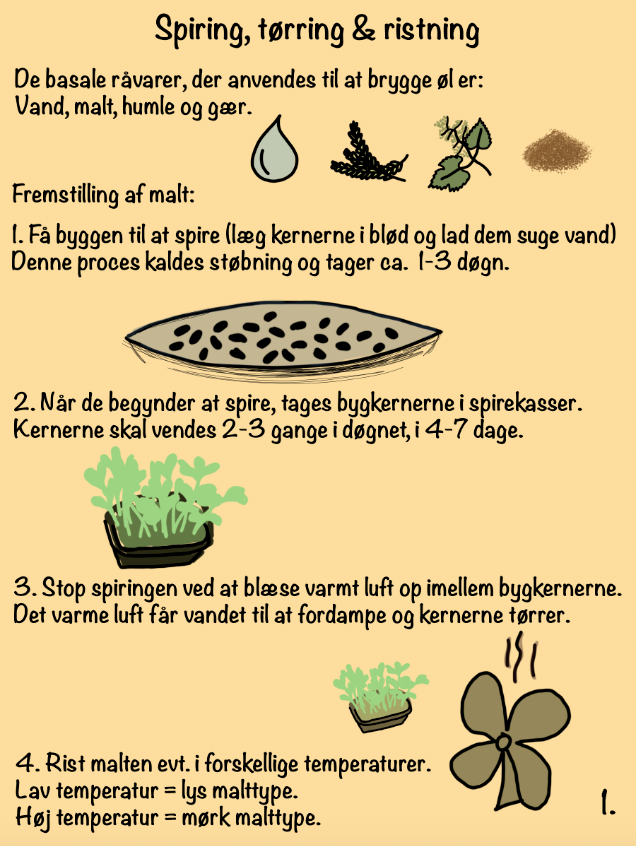 Spiring, tørring & ristning
De basale råvarer, der anvendes til at brygge øl er:
Vand, malt, humle og gær.
Fremstilling af malt:
1. Få byggen til at spire (læg kernerne i blød og lad dem suge vand)
Denne proces kaldes støbning og tager ca. 1-3 døgn.
2. Når de begynder at spire, tages bygkernerne i spirekasser.
Kernerne skal vendes 2-3 gange i døgnet, i 4-7 dage.
3. Stop spiringen ved at blæse varmt luft op imellem bygkernerne.
Det varme luft får vandet til at fordampe og kernerne tørrer.
4. Rist malten evt. i forskellige temperaturer.
Lav temperatur = lys malttype.
Høj temperatur = mørk malttype.
1.